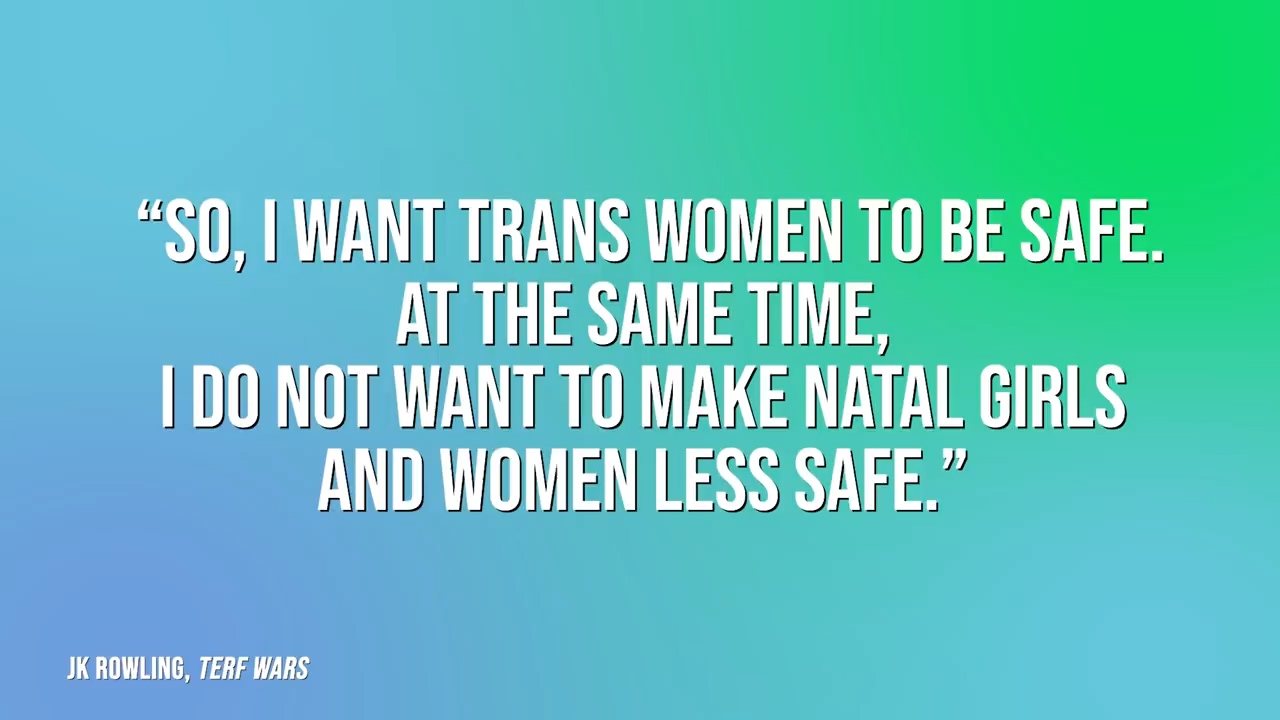 “SO, I WANT TRANS WOMEN TO BE SAFE.
AT THE SAME TIME,
I DO NOT WANT TO MAKE NATAL GIRLS
AND WOMEN LESS SAFE.”
JK ROWLING, TERF WARS